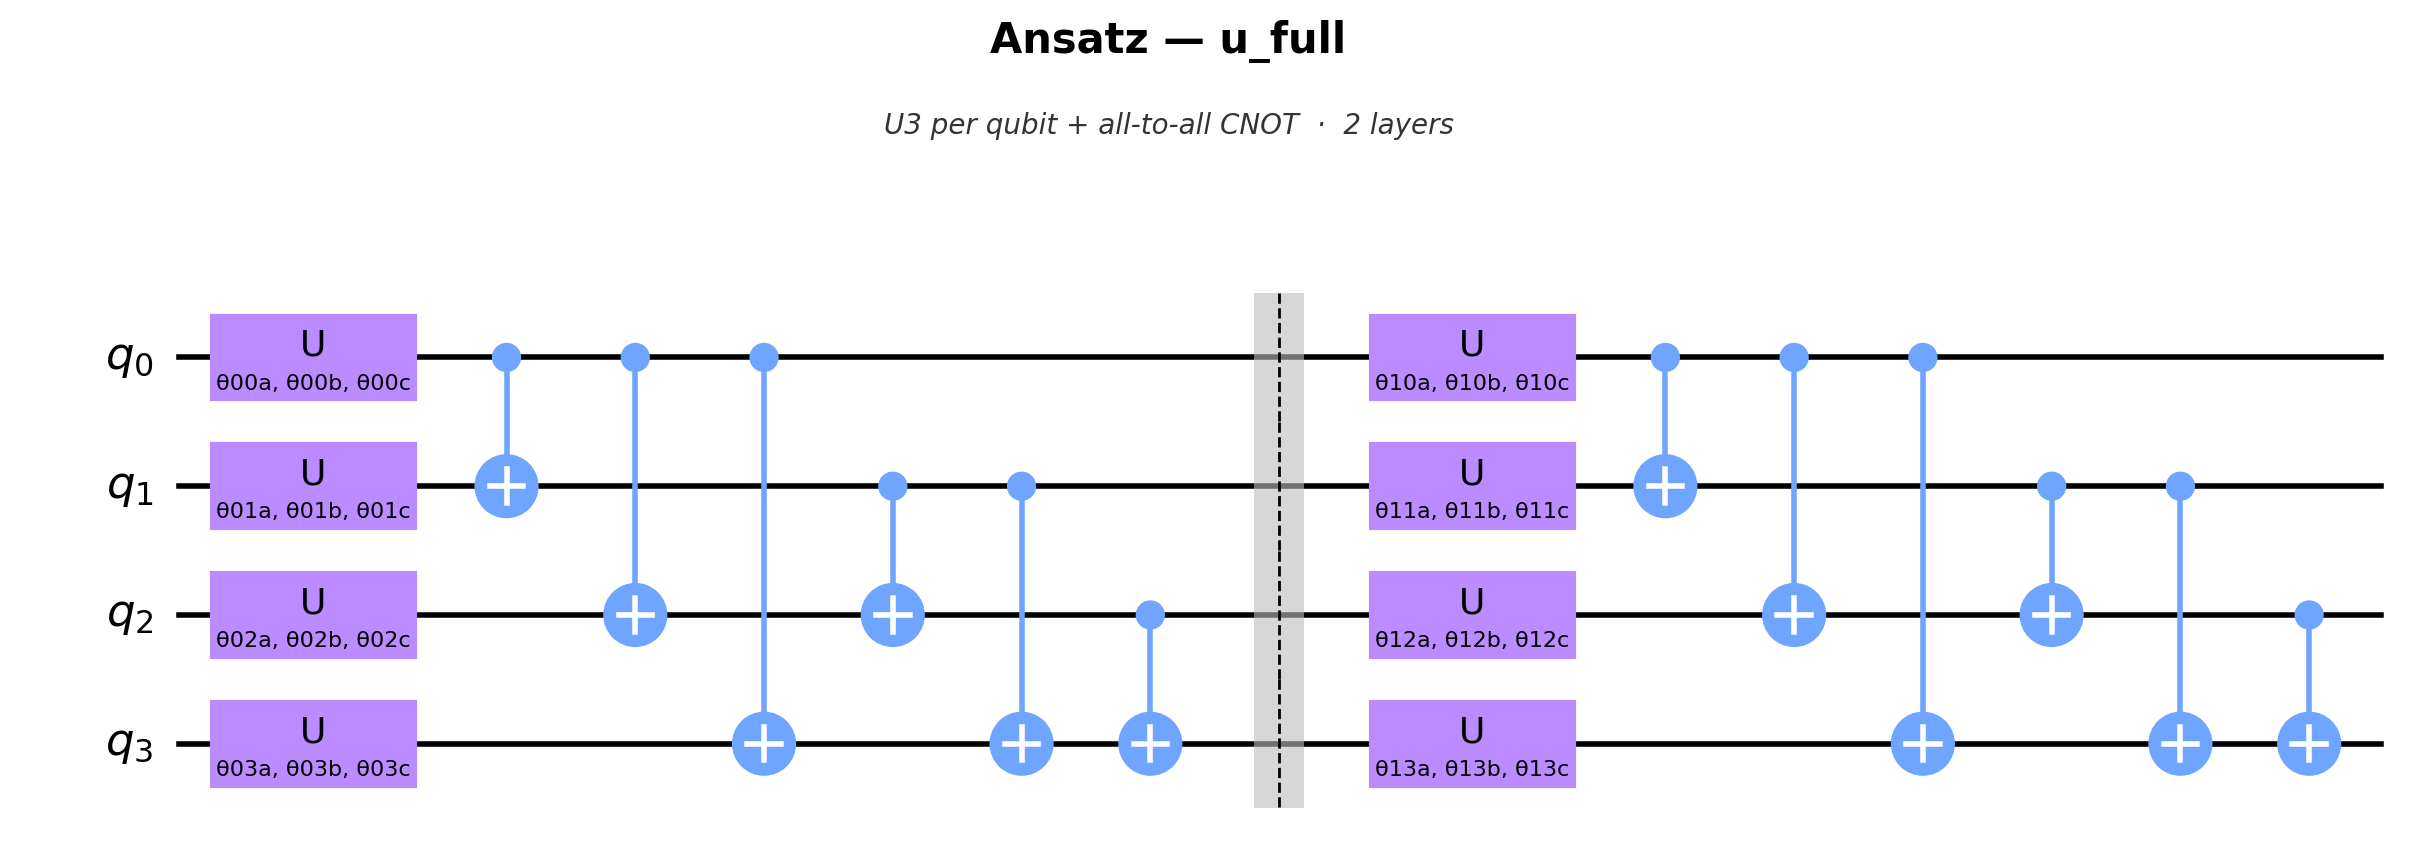 Ansatz — u_full
U3 per qubit + all-to-all CNOT · 2 layers
q0
U
θ00a, θ00b, θ00c
U
θ10a, θ10b, θ10c
q1
U
θ01a, θ01b, θ01c
U
θ11a, θ11b, θ11c
q2
U
θ02a, θ02b, θ02c
U
θ12a, θ12b, θ12c
q3
U
θ03a, θ03b, θ03c
U
θ13a, θ13b, θ13c